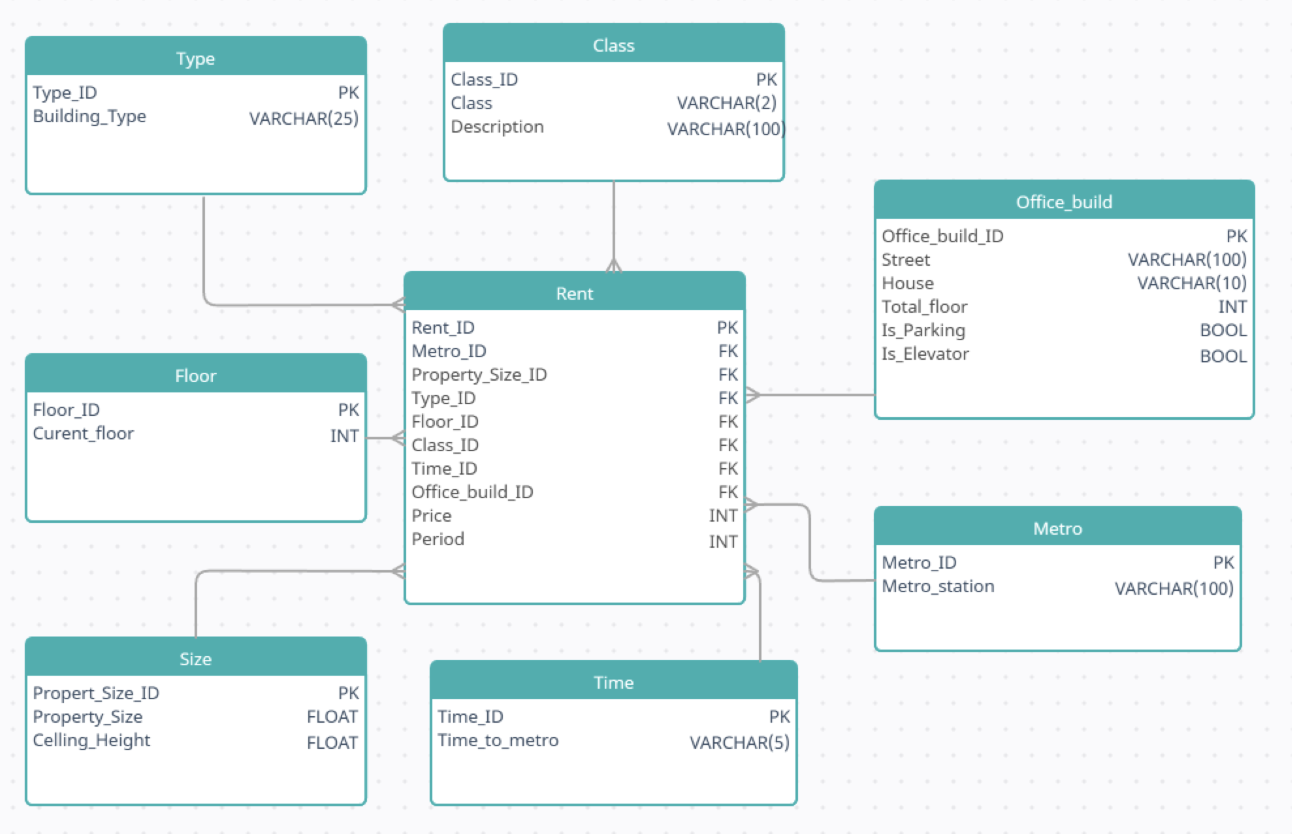 Type
Type_ID PK
Building_Type VARCHAR(25)
Class
Class_ID PK
Class VARCHAR(2)
Description VARCHAR(100)
Office_build
Office_build_ID PK
Street VARCHAR(100)
House VARCHAR(10)
Total_floor INT
Is_Parking BOOL
Is_Elevator BOOL
Rent
Rent_ID PK
Metro_ID FK
Property_Size_ID FK
Type_ID FK
Floor_ID FK
Class_ID FK
Time_ID FK
Office_build_ID FK
Price INT
Period INT
Floor
Floor_ID PK
Curent_floor INT
Metro
Metro_ID PK
Metro_station VARCHAR(100)
Size
Propert_Size_ID PK
Property_Size FLOAT
Celling_Height FLOAT
Time
Time_ID PK
Time_to_metro VARCHAR(5)